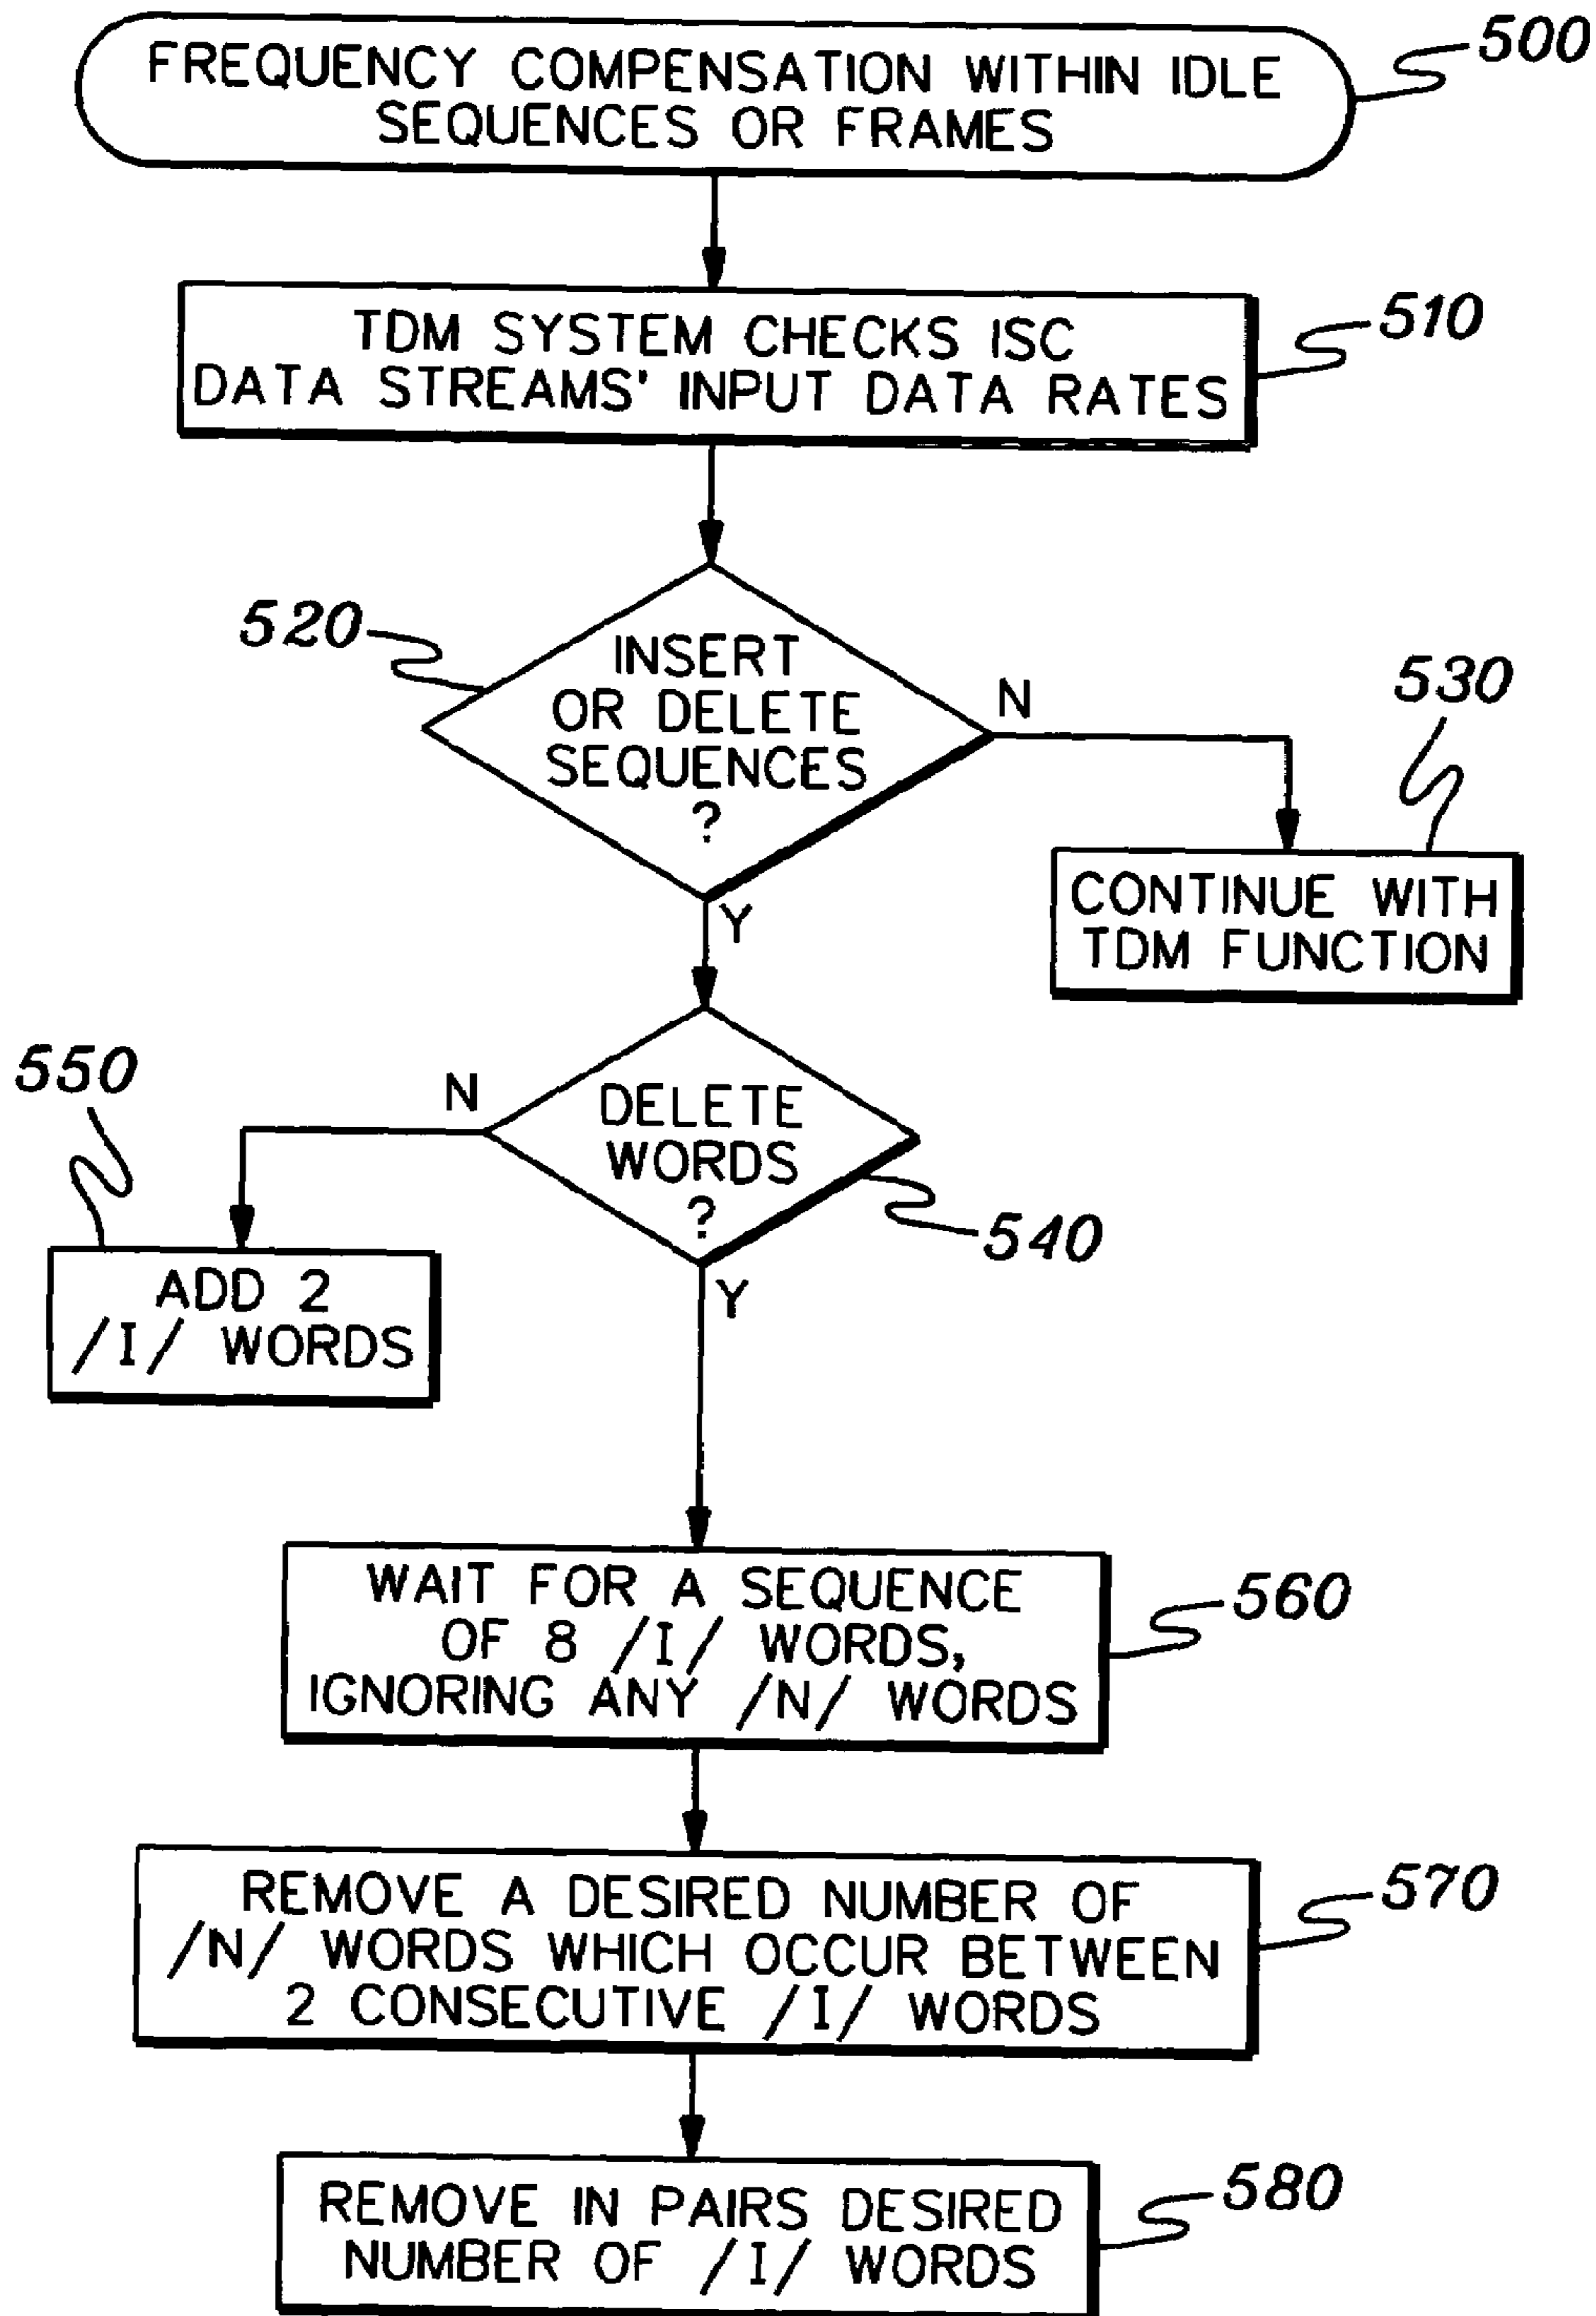 FREQUENCY COMPENSATION WITHIN IDLE
SEQUENCES OR FRAMES
500
TDM SYSTEM CHECKS ISC
DATA STREAMS' INPUT DATA RATES
510
520
INSERT
OR DELETE
SEQUENCES
?
N
530
CONTINUE WITH
TDM FUNCTION
Y
550
N
DELETE
WORDS
?
540
ADD 2
/I/ WORDS
Y
WAIT FOR A SEQUENCE
OF 8 /I/ WORDS,
IGNORING ANY /N/ WORDS
560
REMOVE A DESIRED NUMBER OF
/N/ WORDS WHICH OCCUR BETWEEN
2 CONSECUTIVE /I/ WORDS
570
REMOVE IN PAIRS DESIRED
NUMBER OF /I/ WORDS
580